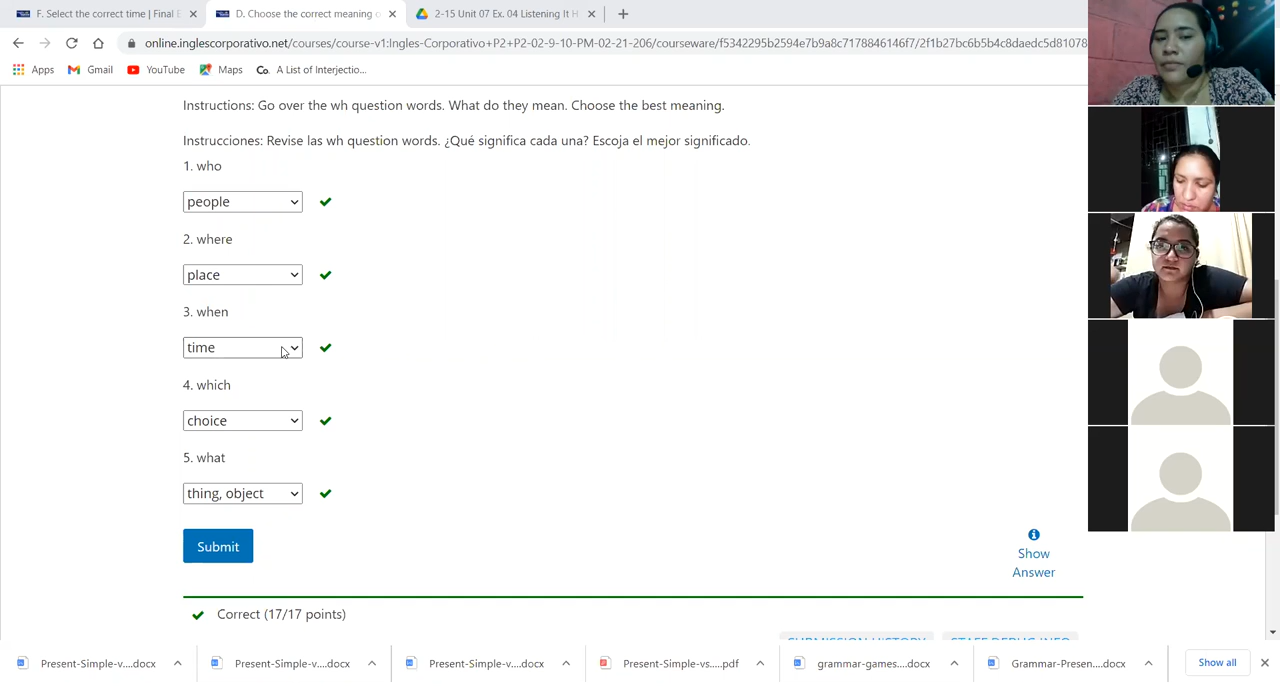 F. Select the correct time | Final E
D. Choose the correct meaning o
2-15 Unit 07 Ex. 04 Listening It H
online.inglescorporativo.net/courses/course-v1:Ingles-Corporativo+P2+P2-02-9-10-PM-02-21-206/courseware/f5342295b2594e7b9a8c7178846146f7/2f1b27bc6b5b4c8daedc5d81078
Apps
Gmail
YouTube
Maps
Co. A List of Interjectio...
Instructions: Go over the wh question words. What do they mean. Choose the best meaning.
Instrucciones: Revise las wh question words. ¿Qué significa cada una? Escoja el mejor significado.
1. who
people
2. where
place
3. when
time
4. which
choice
5. what
thing, object
Submit
Show
Answer
Correct (17/17 points)
SUBMISSION HISTORY
STAFF DEBUG INFO
Present-Simple-v....docx
Present-Simple-v....docx
Present-Simple-v....docx
Present-Simple-vs....pdf
grammar-games....docx
Grammar-Presen....docx
Show all